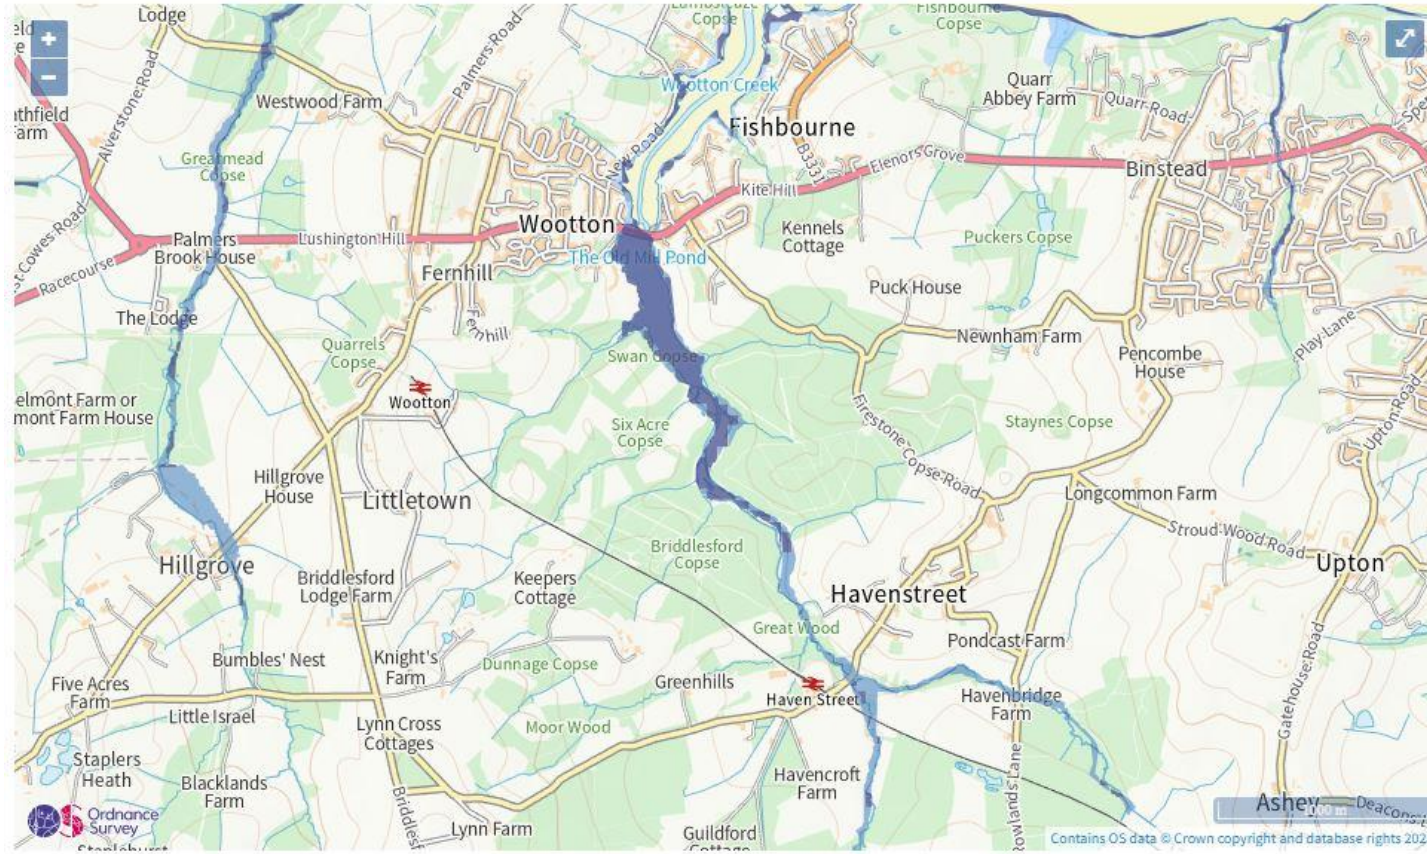 Lodge
Copse
Fishbourne
Copse
Palmers Road
Alverstone Road
Westwood Farm
Wootton Creek
Quarr
Abbey Farm
Quarr Road
Farm
Fishbourne
New Road
B3331
Elenors Grove
Binstead
Greatmead
Copse
Kite Hill
Wootton
Kennels
Cottage
Puckers Copse
Palmers
Brook House
Lushington Hill
The Old Mill Pond
Racecourse
Fernhill
Puck House
The Lodge
Fernhill
Newnham Farm
Play Lane
Quarrels
Copse
Swan Copse
Pencombe
House
Wootton
elmont Farm or
mont Farm House
Six Acre
Copse
Staynes Copse
Upton Road
Firestone Copse Road
Hillgrove
House
Littletown
Longcommon Farm
Stroud Wood Road
Hillgrove
Briddlesford
Copse
Upton
Briddlesford
Lodge Farm
Keepers
Cottage
Havenstreet
Great Wood
Pondcast Farm
Gatehouse Road
Bumbles' Nest
Knight's
Farm
Dunnage Copse
Five Acres
Farm
Greenhills
Haven Street
Havenbridge
Farm
Little Israel
Lynn Cross
Cottages
Moor Wood
Staplers
Heath
Blacklands
Farm
Havencroft
Farm
Rowlands Lane
Ordnance
Survey
Lynn Farm
Guildford
Cottage
Ashey
1000 m
Contains OS data © Crown copyright and database rights 202